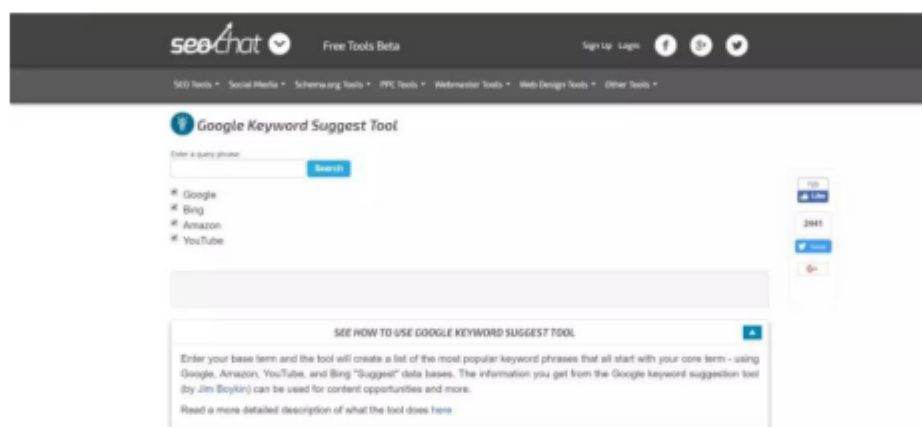 seochat
Free Tools Beta
Sign Up Login
SEO Tools Social Media Schema.org Tools PPC Tools Webmaster Tools Web Design Tools Other Tools
Google Keyword Suggest Tool
Enter a query phrase:
Search
Google
Bing
Amazon
YouTube
Like
2441
Tweet
G+
SEE HOW TO USE GOOGLE KEYWORD SUGGEST TOOL
Enter your base term and the tool will create a list of the most popular keyword phrases that all start with your core term - using
Google, Amazon, YouTube, and Bing "Suggest" data bases. The information you get from the Google keyword suggestion tool
(by Jim Boykin) can be used for content opportunities and more.
Read a more detailed description of what the tool does here